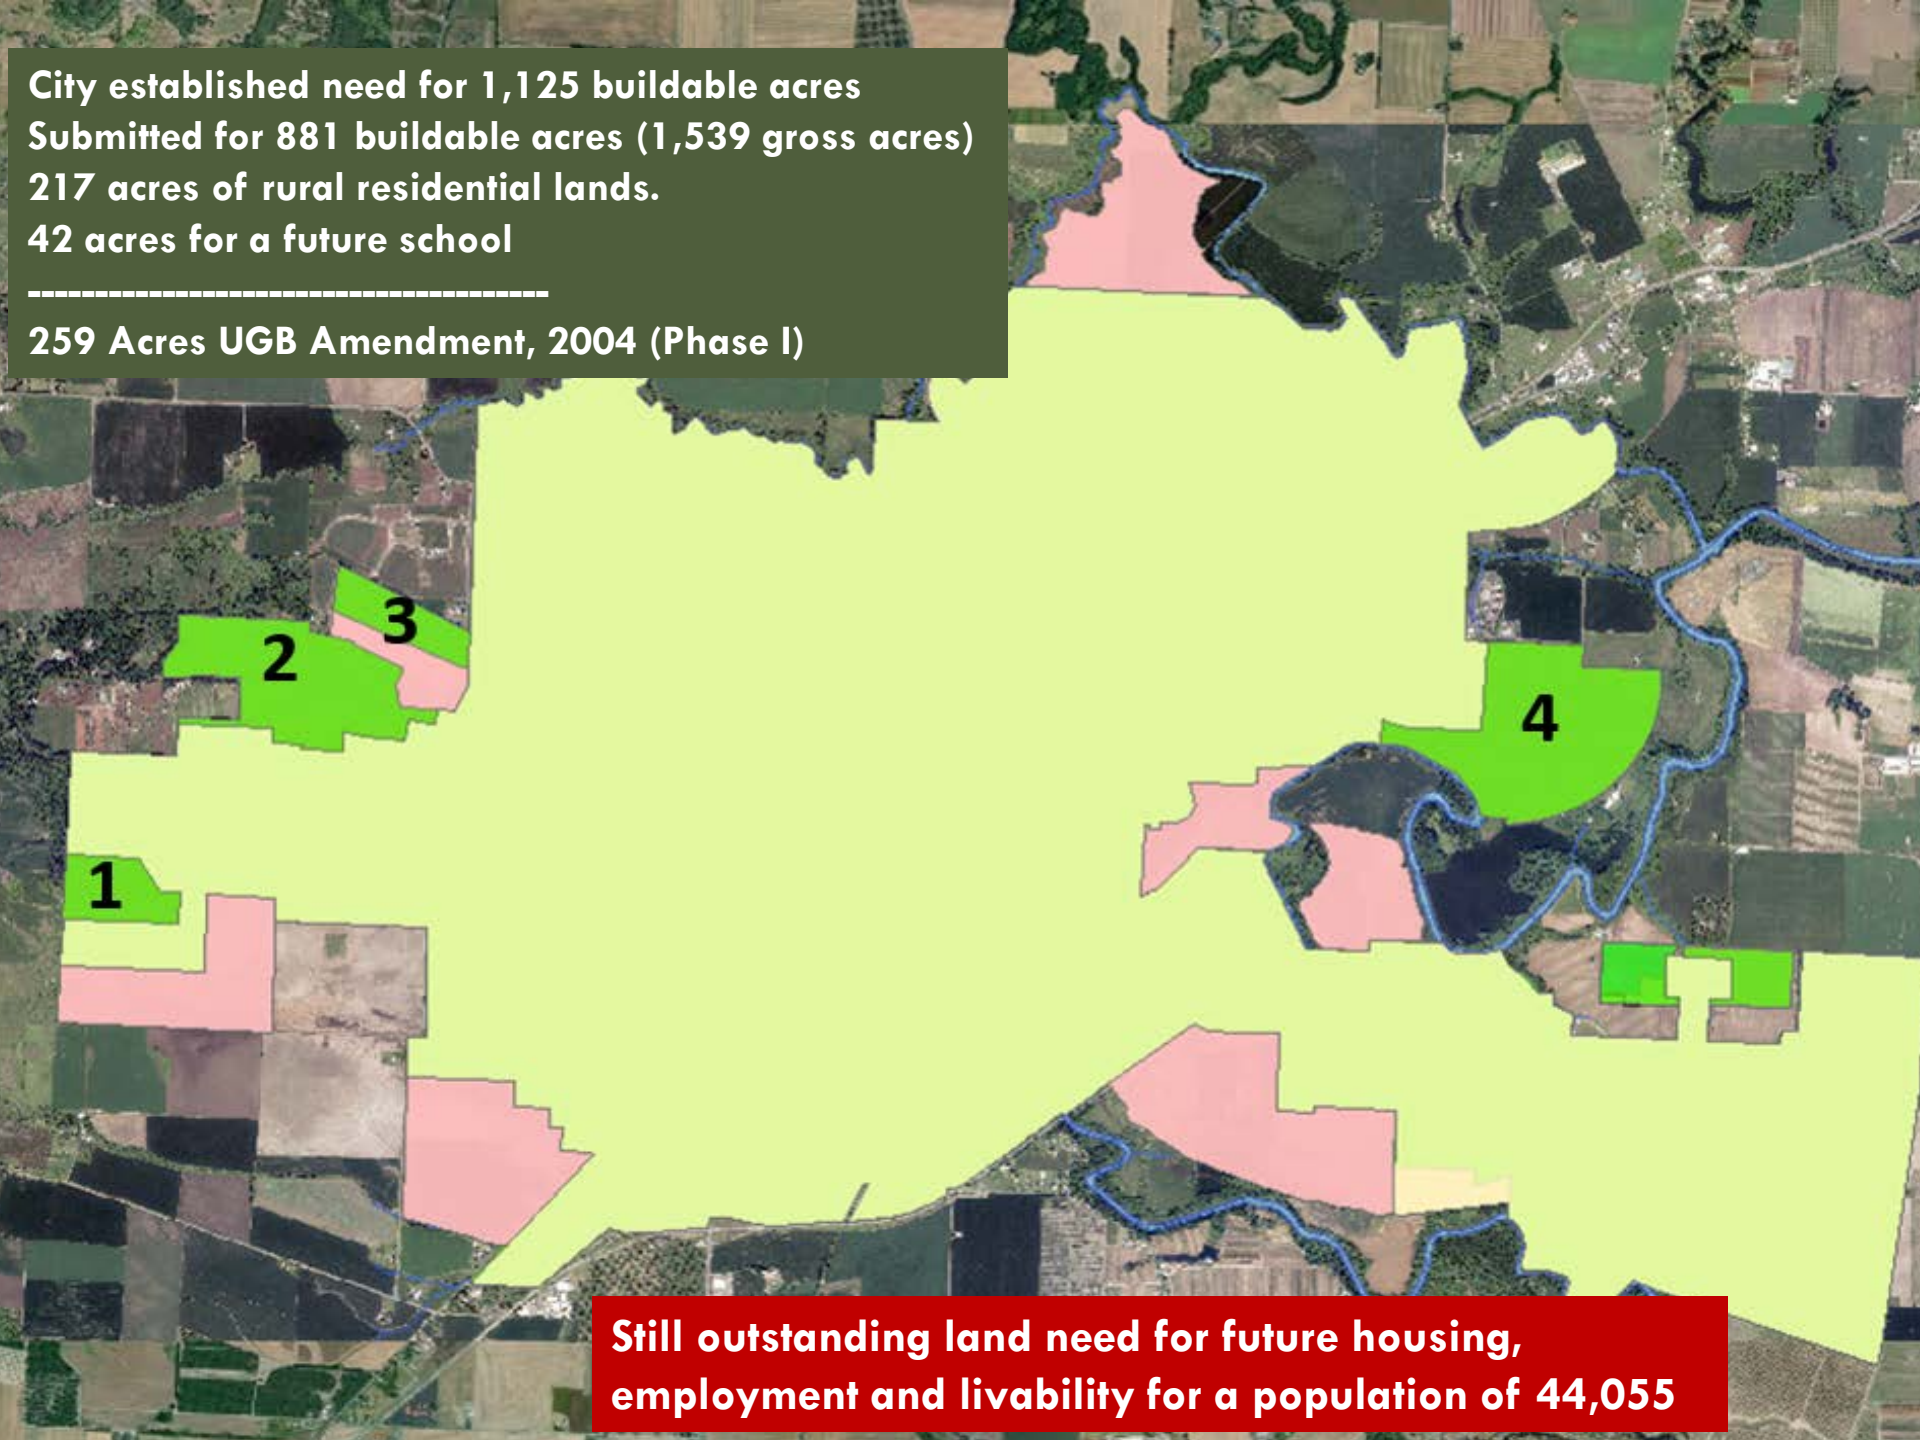 City established need for 1,125 buildable acres
Submitted for 881 buildable acres (1,539 gross acres)
217 acres of rural residential lands.
42 acres for a future school
---------------------------------------
259 Acres UGB Amendment, 2004 (Phase I)
3
2
4
1
Still outstanding land need for future housing,
employment and livability for a population of 44,055